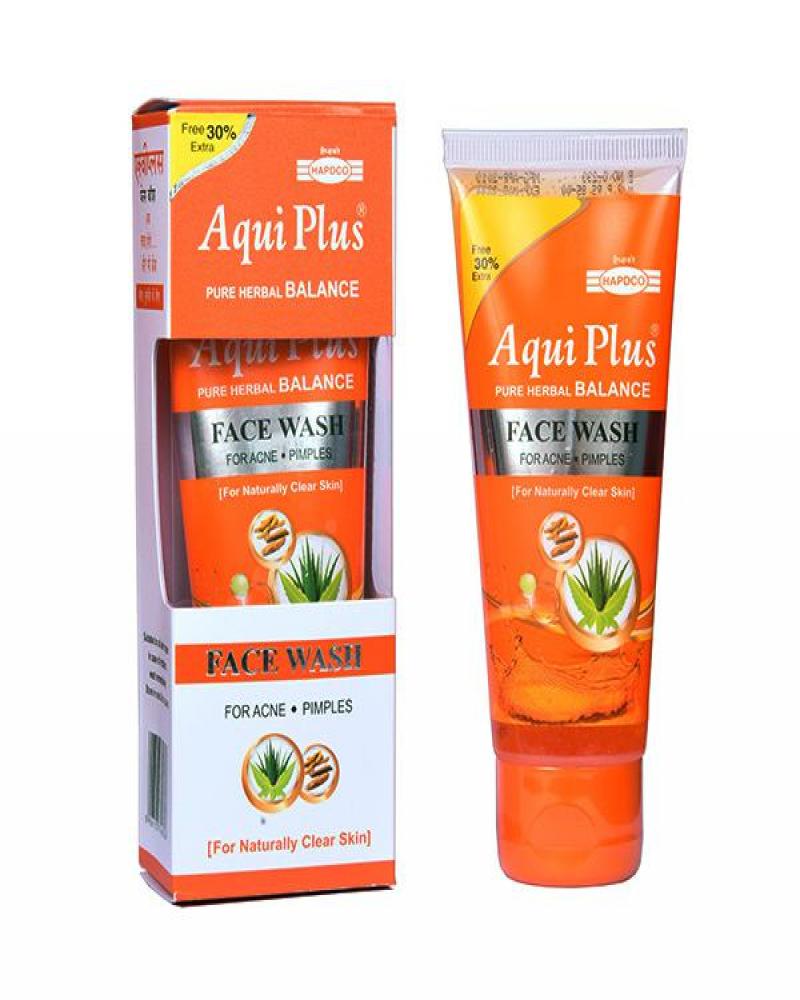 Free 30%
Extra
हैपडको
HAPDCO
Aqui Plus®
PURE HERBAL BALANCE
Aqui Plus
PURE HERBAL BALANCE
FACE WASH
FOR ACNE • PIMPLES
[For Naturally Clear Skin]
FACE WASH
FOR ACNE • PIMPLES
[For Naturally Clear Skin]
Free
30%
Extra
हैपडको
HAPDCO
Aqui Plus®
PURE HERBAL BALANCE
FACE WASH
FOR ACNE • PIMPLES
[For Naturally Clear Skin]